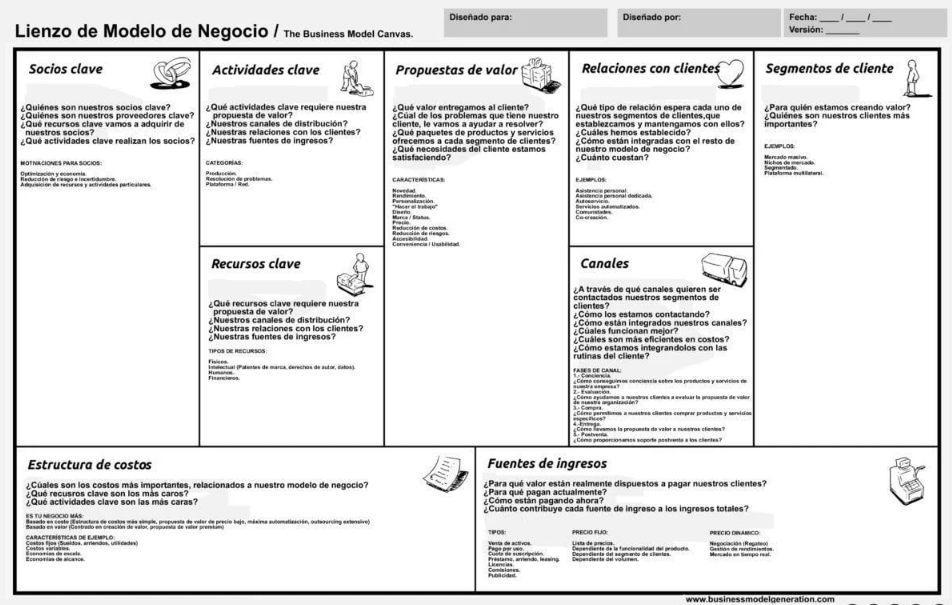 Lienzo de Modelo de Negocio / The Business Model Canvas.
Diseñado para:
Diseñado por:
Fecha: ____ / ____ / ____
Versión: _______
Socios clave
¿Quiénes son nuestros socios clave?
¿Quiénes son nuestros proveedores clave?
¿Qué recursos clave vamos a adquirir de
nuestros socios?
¿Qué actividades clave realizan los socios?
MOTIVACIONES PARA SOCIOS:
Optimización y economía.
Reducción de riesgo e incertidumbre.
Adquisición de recursos y actividades particulares.
Actividades clave
¿Qué actividades clave requiere nuestra
propuesta de valor?
¿Nuestros canales de distribución?
¿Nuestras relaciones con los clientes?
¿Nuestras fuentes de ingreso?
CATEGORÍAS:
Producción.
Resolución de problemas.
Plataforma / Red.
Recursos clave
¿Qué recursos clave requiere nuestra
propuesta de valor?
¿Nuestros canales de distribución?
¿Nuestras relaciones con los clientes?
¿Nuestras fuentes de ingreso?
TIPOS DE RECURSOS:
Físicos.
Intelectual (Patentes de marca, derechos de autor, datos).
Humanos.
Financieros.
Propuestas de valor
¿Qué valor entregamos al cliente?
¿Cúal de los problemas que tiene nuestro
cliente, le vamos a ayudar a resolver?
¿Qué paquetes de productos y servicios
ofrecemos a cada segmento de clientes?
¿Qué necesidades del cliente estamos
satisfaciendo?
CARACTERÍSTICAS:
Novedad.
Rendimiento.
Personalización.
"Hacer el trabajo"
Diseño.
Marca / Status.
Precio.
Reducción de costos.
Reducción de riesgos.
Accesibilidad.
Conveniencia / Usabilidad.
Relaciones con clientes
¿Qué tipo de relación espera cada uno de
nuestros segmentos de clientes,que
establezcamos y mantengamos con ellos?
¿Cuáles hemos establecido?
¿Cómo están integradas con el resto de
nuestro modelo de negocio?
¿Cuánto cuestan?
EJEMPLOS:
Asistencia personal.
Asistencia personal dedicada.
Autoservicio.
Servicios automatizados.
Comunidades.
Co-creación.
Canales
¿A través de qué canales quieren ser
contactados nuestros segmentos de
clientes?
¿Cómo los estamos contactando?
¿Cómo están integrados nuestros canales?
¿Cúales funcionan mejor?
¿Cuáles son más eficientes en costos?
¿Cómo estamos integrandolos con las
rutinas del cliente?
FASES DE CANAL:
1.- Conciencia.
¿Cómo conseguimos conciencia sobre los productos y servicios de
nuestra empresa?
2.- Evaluación.
¿Cómo ayudamos a nuestros clientes a evaluar la propuesta de valor
de nuestra organización?
3.- Compra.
¿Cómo permitimos a nuestros clientes comprar productos y servicios
específicos?
4.-Entrega.
¿Cómo llevamos la propuesta de valor a nuestros clientes?
5.- Postventa.
¿Cómo proporcionamos soporte postventa a los clientes?
Segmentos de cliente
¿Para quién estamos creando valor?
¿Quiénes son nuestros clientes más
importantes?
EJEMPLOS:
Mercado masivo.
Nichos de mercado.
Segmentado.
Plataforma multilateral.
Estructura de costos
¿Cúales son los costos más importantes, relacionados a nuestro modelo de negocio?
¿Qué recusros clave son los más caros?
¿Qué actividades clave son las más caras?
ES TU NEGOCIO MÁS:
Basado en costo (Estructura de costos más simple, propuesta de valor de precio bajo, máxima automatización, outsourcing extensivo)
Basado en valor (Centrado en creación de valor, propuesta de valor premium)
CARACTERÍSTICAS DE EJEMPLO:
Costos fijos (Sueldos, arriendos, utilidades)
Costos variables.
Economías de escala.
Economías de alcance.
Fuentes de ingresos
¿Para qué valor están realmente dispuestos a pagar nuestros clientes?
¿Para qué pagan actualmente?
¿Cómo están pagando ahora?
¿Cuánto contribuye cada fuente de ingreso a los ingresos totales?
TIPOS:
Venta de activos.
Pago por uso.
Cuota de suscripción.
Préstamo, arriendo, leasing.
Licencias.
Comisiones.
Publicidad.
PRECIO FIJO:
Lista de precios.
Dependiente de la funcionalidad del producto.
Dependiente del segmento de clientes.
Dependiente del volumen.
PRECIO DINÁMICO:
Negociación (Regateo)
Gestión de rendimientos.
Mercado en tiempo real.
www.businessmodelgeneration.com